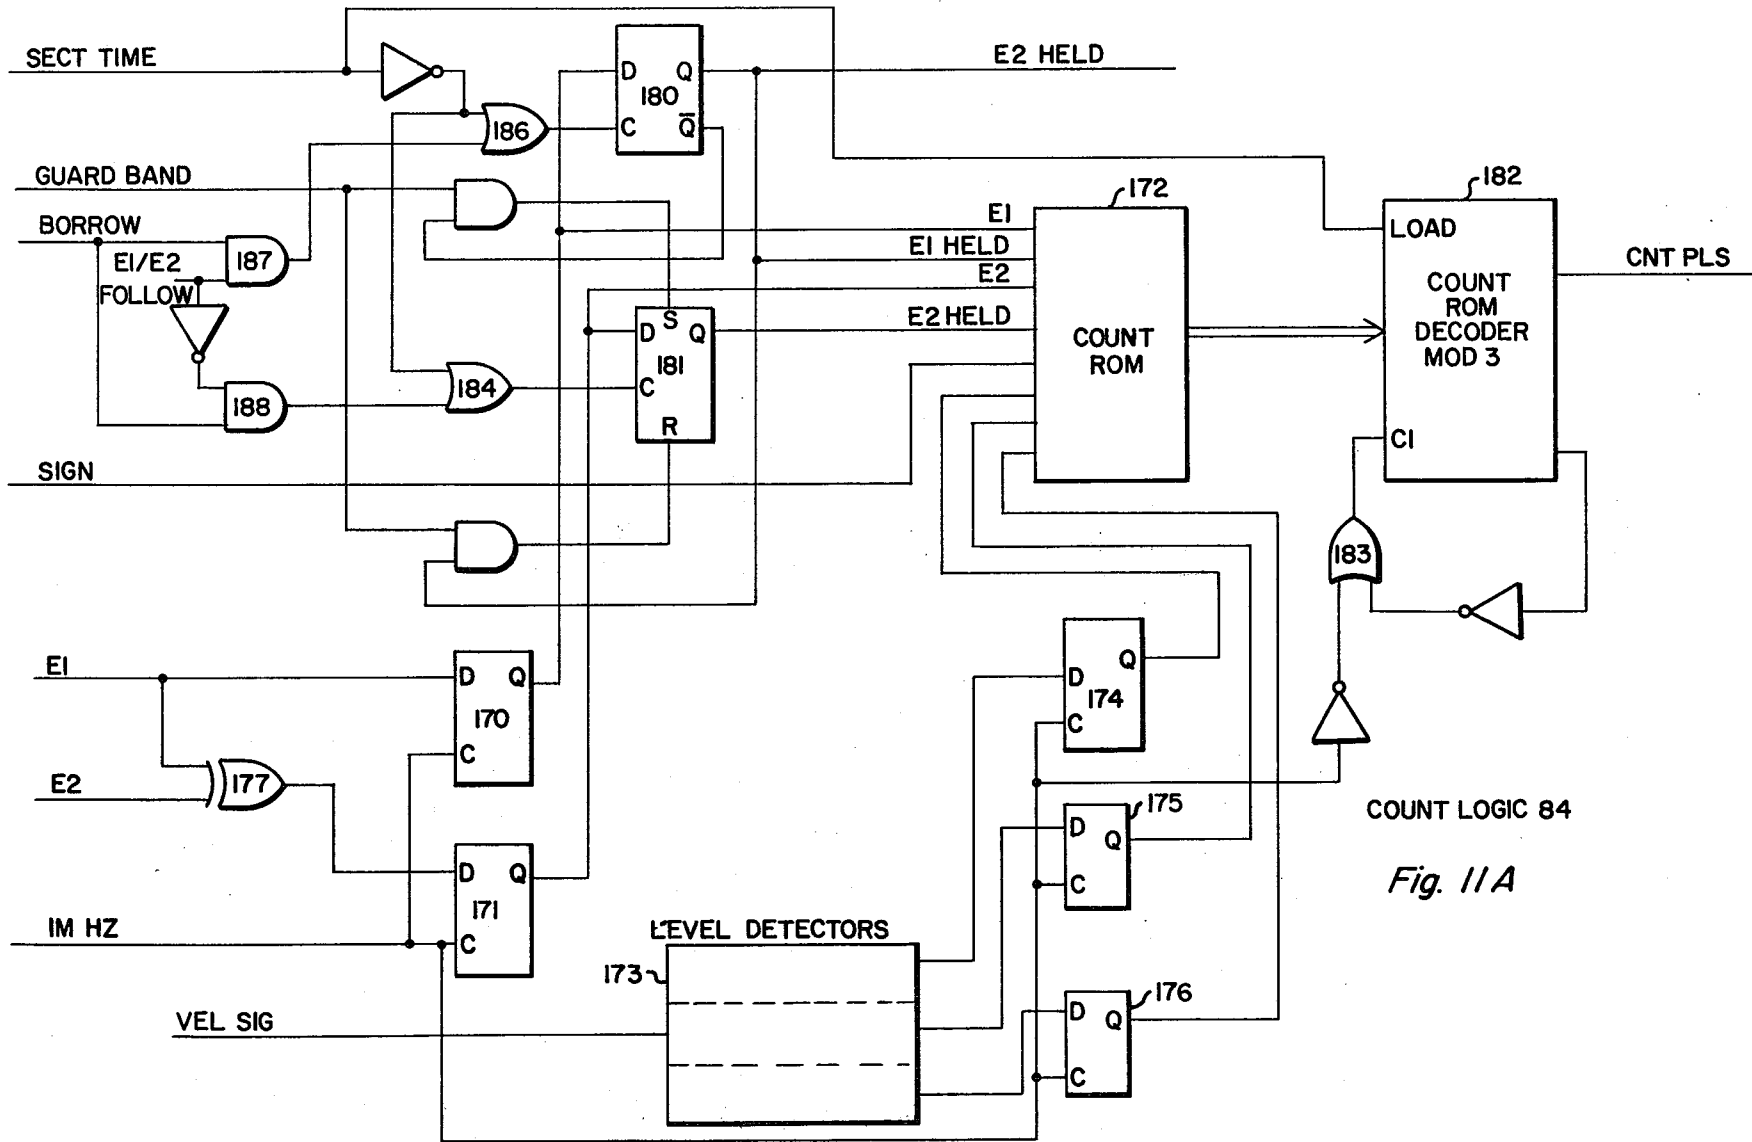 SECT TIME
D Q
180
C Q̅
E2 HELD
186
GUARD BAND
BORROW
187
E1/E2
FOLLOW
188
184
S
D Q
181
C
R
172
E1
E1 HELD
E2
E2 HELD
COUNT
ROM
182
LOAD
COUNT
ROM
DECODER
MOD 3
C1
CNT PLS
SIGN
183
E1
D Q
170
C
E2
177
D Q
171
C
1M HZ
174
D Q
C
175
D Q
C
176
D Q
C
LEVEL DETECTORS
173
VEL SIG
COUNT LOGIC 84
Fig. 11A